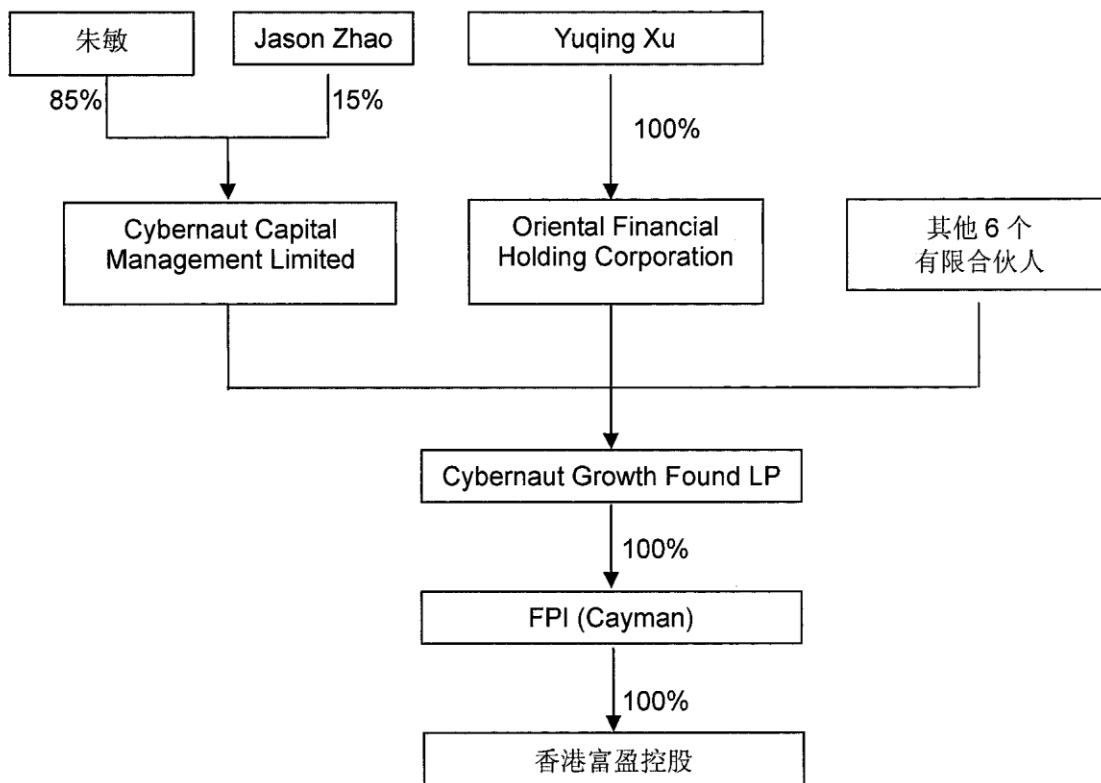 朱敏
Jason Zhao
Yuqing Xu
85%
15%
100%
Cybernaut Capital
Management Limited
Oriental Financial
Holding Corporation
其他 6 个
有限合伙人
Cybernaut Growth Found LP
100%
FPI (Cayman)
100%
香港富盈控股